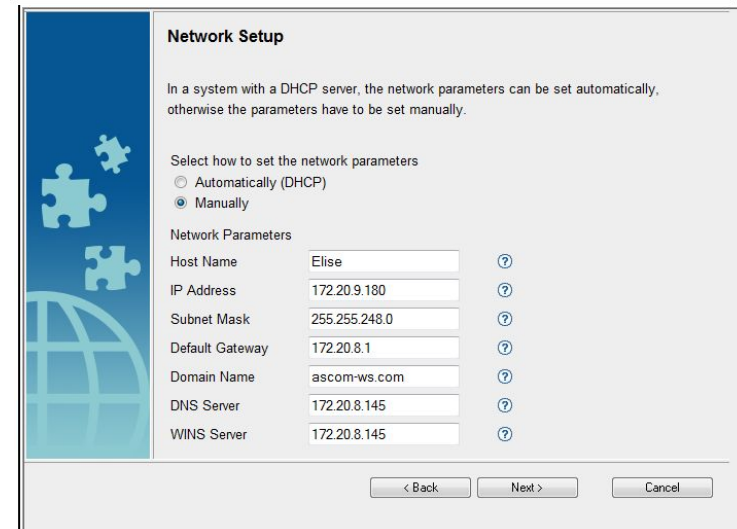 Network Setup
In a system with a DHCP server, the network parameters can be set automatically,
otherwise the parameters have to be set manually.
Select how to set the network parameters
Automatically (DHCP)
Manually
Network Parameters
Host Name Elise ?
IP Address 172.20.9.180 ?
Subnet Mask 255.255.248.0 ?
Default Gateway 172.20.8.1 ?
Domain Name ascom-ws.com ?
DNS Server 172.20.8.145 ?
WINS Server 172.20.8.145 ?
< Back Next > Cancel